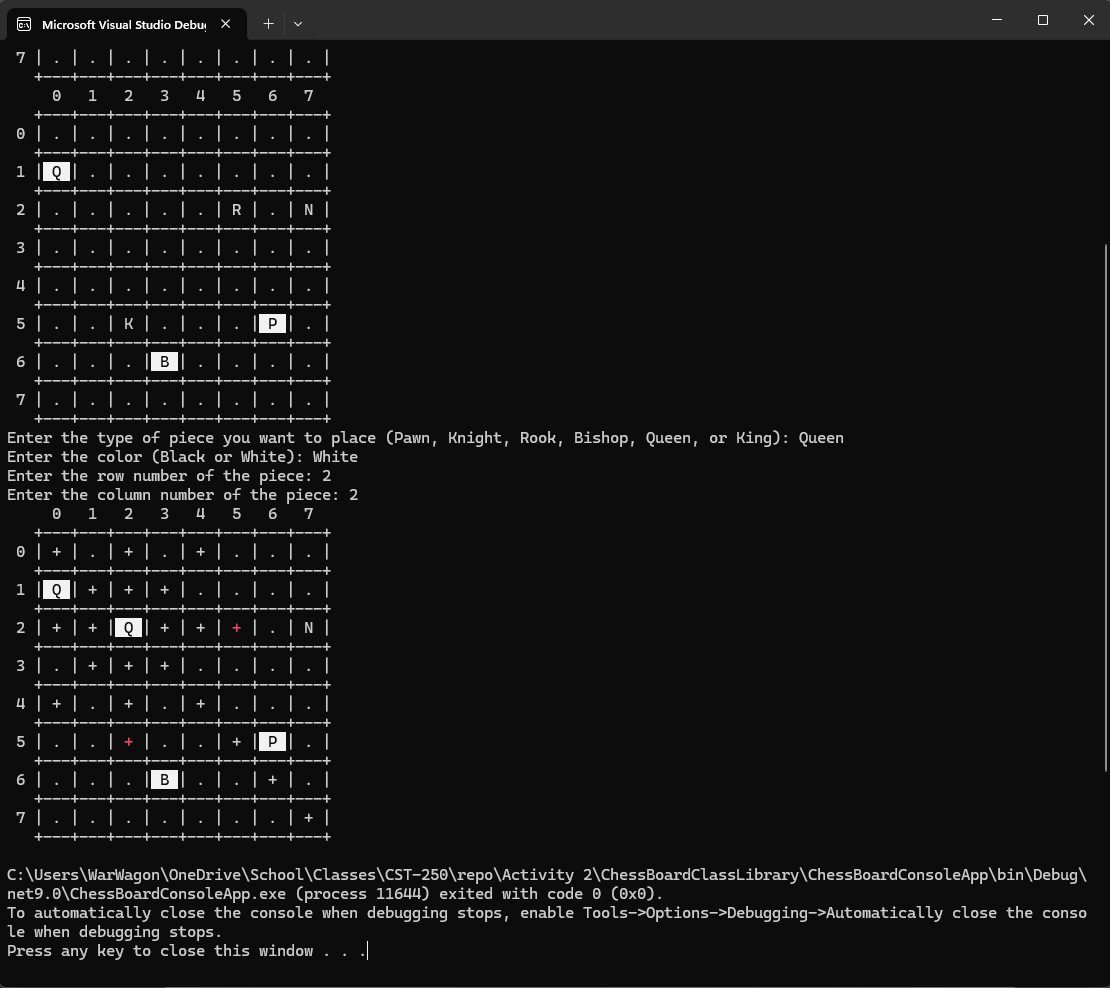 Microsoft Visual Studio Debug
7 | . | . | . | . | . | . | . | . |
+---+---+---+---+---+---+---+---+
0 1 2 3 4 5 6 7
+---+---+---+---+---+---+---+---+
0 | . | . | . | . | . | . | . | . |
+---+---+---+---+---+---+---+---+
1 | Q | . | . | . | . | . | . | . |
+---+---+---+---+---+---+---+---+
2 | . | . | . | . | . | R | . | N |
+---+---+---+---+---+---+---+---+
3 | . | . | . | . | . | . | . | . |
+---+---+---+---+---+---+---+---+
4 | . | . | . | . | . | . | . | . |
+---+---+---+---+---+---+---+---+
5 | . | . | K | . | . | . | P | . |
+---+---+---+---+---+---+---+---+
6 | . | . | . | B | . | . | . | . |
+---+---+---+---+---+---+---+---+
7 | . | . | . | . | . | . | . | . |
+---+---+---+---+---+---+---+---+
Enter the type of piece you want to place (Pawn, Knight, Rook, Bishop, Queen, or King): Queen
Enter the color (Black or White): White
Enter the row number of the piece: 2
Enter the column number of the piece: 2
0 1 2 3 4 5 6 7
+---+---+---+---+---+---+---+---+
0 | + | . | + | . | + | . | . | . |
+---+---+---+---+---+---+---+---+
1 | Q | + | + | + | . | . | . | . |
+---+---+---+---+---+---+---+---+
2 | + | + | Q | + | + | + | . | N |
+---+---+---+---+---+---+---+---+
3 | . | + | + | + | . | . | . | . |
+---+---+---+---+---+---+---+---+
4 | + | . | + | . | + | . | . | . |
+---+---+---+---+---+---+---+---+
5 | . | . | + | . | . | + | P | . |
+---+---+---+---+---+---+---+---+
6 | . | . | . | B | . | . | + | . |
+---+---+---+---+---+---+---+---+
7 | . | . | . | . | . | . | . | + |
+---+---+---+---+---+---+---+---+
C:\Users\WarWagon\OneDrive\School\Classes\CST-250\repo\Activity 2\ChessBoardClassLibrary\ChessBoardConsoleApp\bin\Debug\
net9.0\ChessBoardConsoleApp.exe (process 11644) exited with code 0 (0x0).
To automatically close the console when debugging stops, enable Tools->Options->Debugging->Automatically close the conso
le when debugging stops.
Press any key to close this window . . .